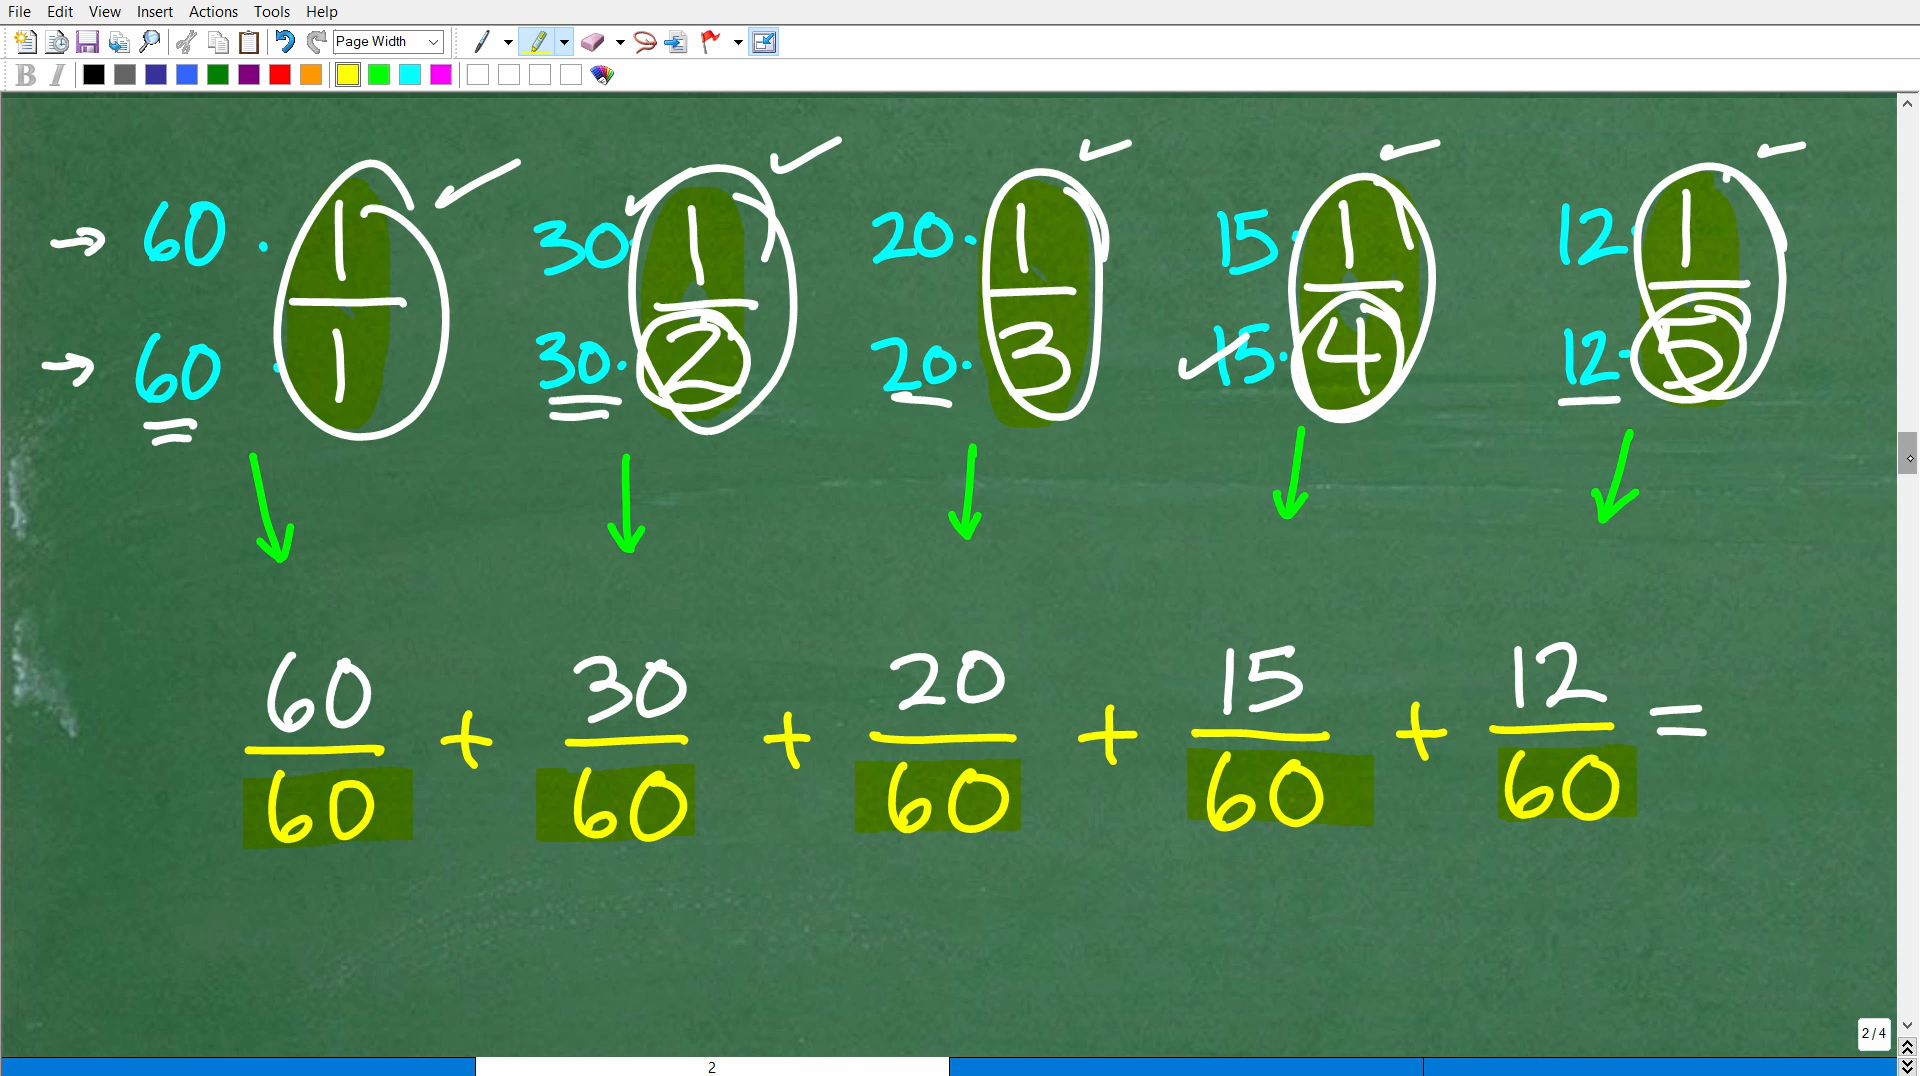 File Edit View Insert Actions Tools Help
Page Width
B I
→ 60 · 1 30 · 1 20 · 1 15 · 1 12 · 1
→ 60 · 1 30 · 2 20 · 3 15 · 4 12 · 5
60 30 20 15 12
+ + + + =
60 60 60 60 60
2/4
2